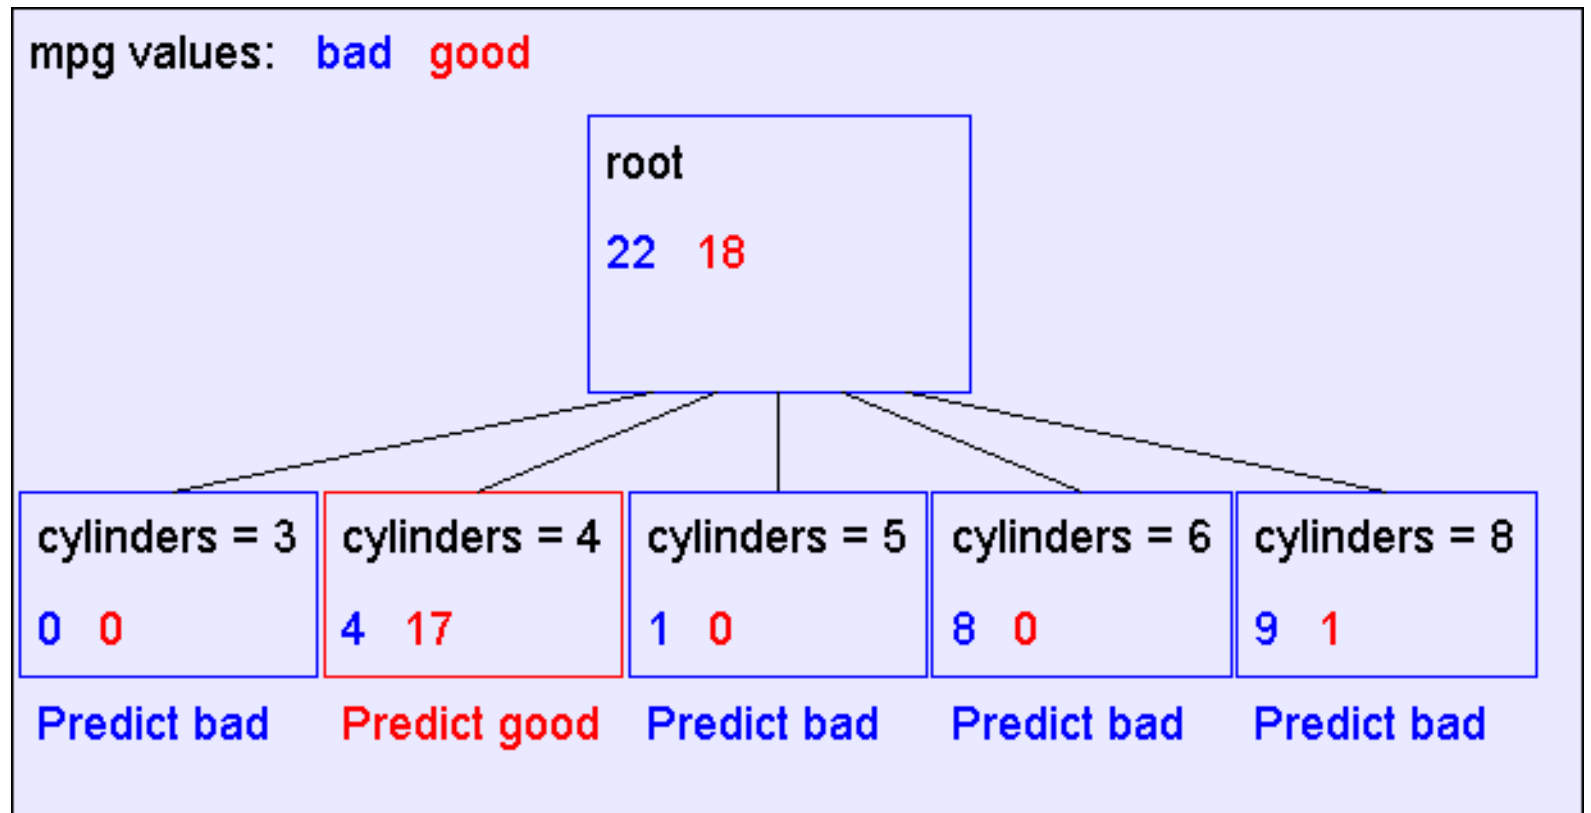 mpg values: bad good
root
22 18
cylinders = 3
0 0
Predict bad
cylinders = 4
4 17
Predict good
cylinders = 5
1 0
Predict bad
cylinders = 6
8 0
Predict bad
cylinders = 8
9 1
Predict bad